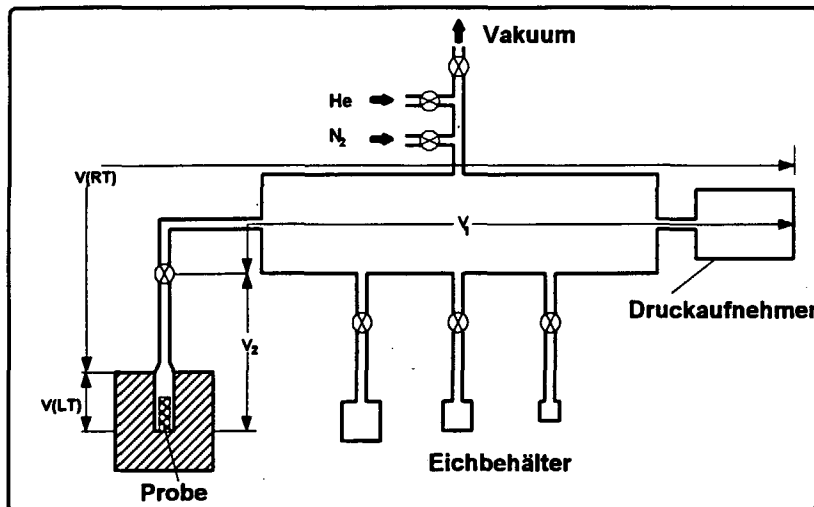 Vakuum
He
N₂
V(RT)
V₁
Druckaufnehmer
V₂
V(LT)
Eichbehälter
Probe